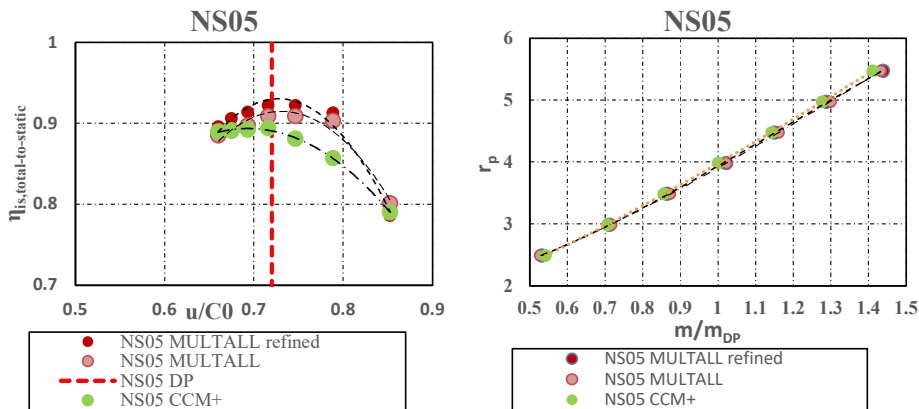 NS05
1
0.9
0.8
0.7
ηis,total-to-static
0.5 0.6 0.7 0.8 0.9
u/C0
NS05 MULTALL refined
NS05 MULTALL
NS05 DP
NS05 CCM+
NS05
6
5
4
3
2
rp
0.5 0.6 0.7 0.8 0.9 1 1.1 1.2 1.3 1.4 1.5
m/mDP
NS05 MULTALL refined
NS05 MULTALL
NS05 CCM+